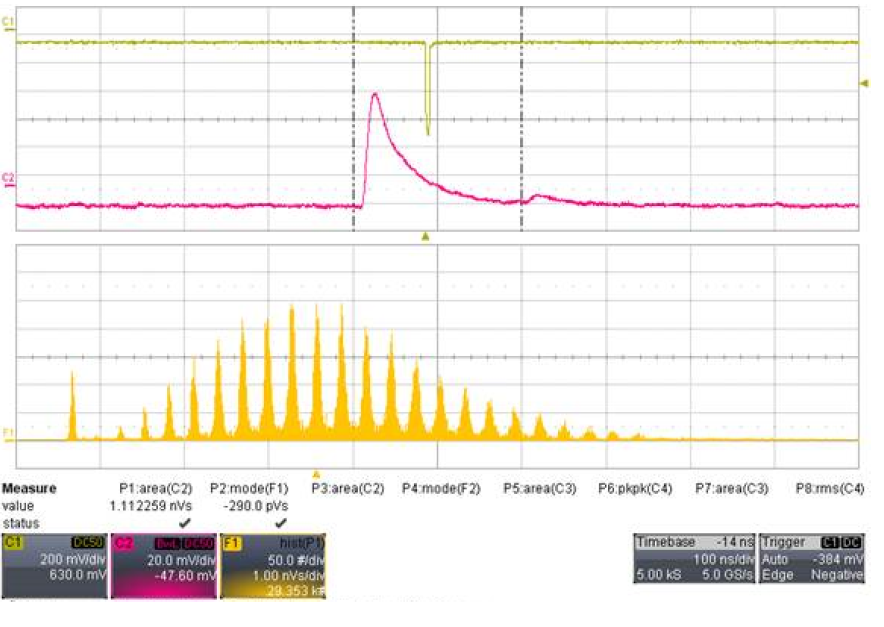 C1
C2
F1
Measure P1:area(C2) P2:mode(F1) P3:area(C2) P4:mode(F2) P5:area(C3) P6:pkpk(C4) P7:area(C3) P8:rms(C4)
value 1.112259 nVs -290.0 pVs
status
C1 DC50
200 mV/div
630.0 mV
C2 BwL DC50
20.0 mV/div
-47.60 mV
F1 hist(P1)
50.0 #/div
1.00 nVs/div
29.353 k#
Timebase -14 ns
100 ns/div
5.00 kS 5.0 GS/s
Trigger C1 DC
Auto -384 mV
Edge Negative